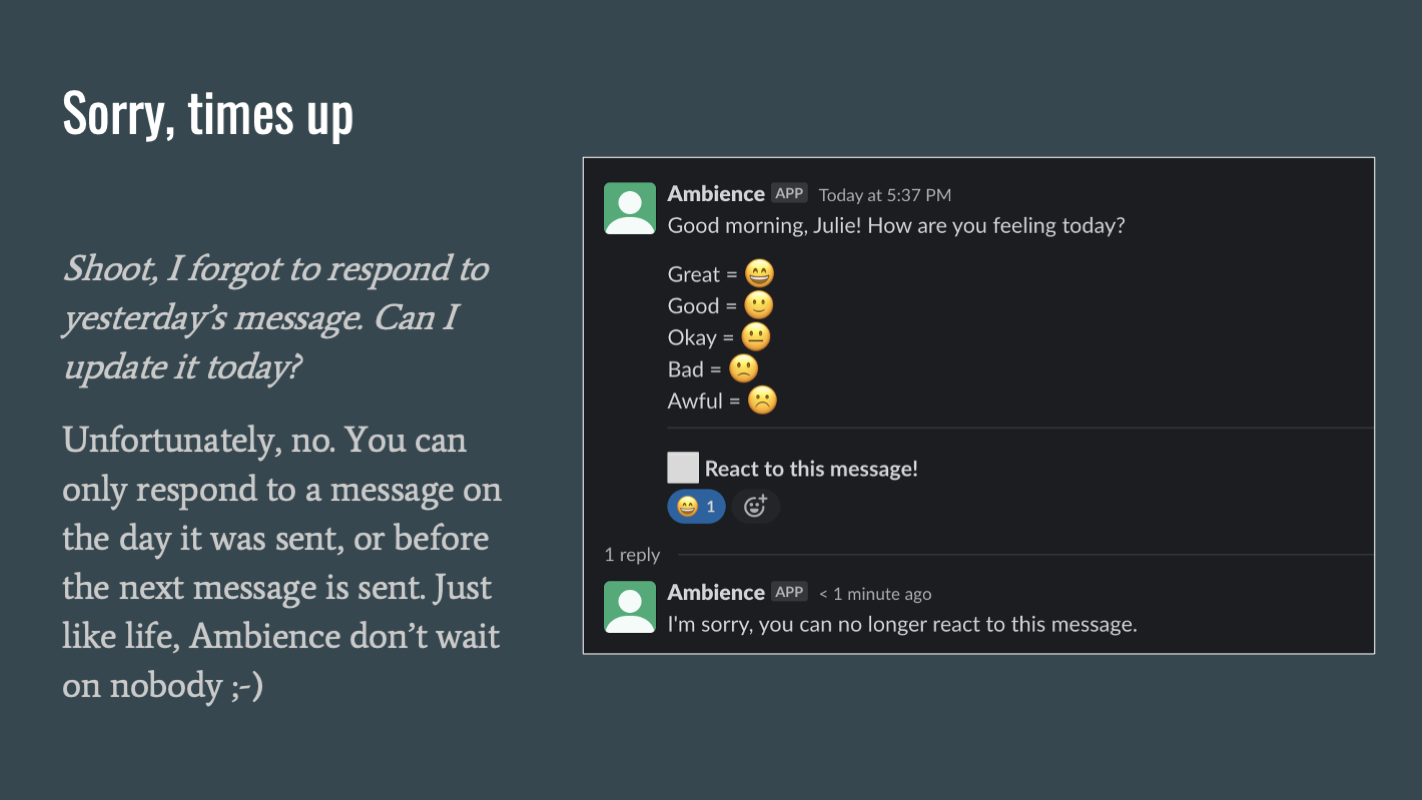 Sorry, times up
Shoot, I forgot to respond to
yesterday’s message. Can I
update it today?
Unfortunately, no. You can
only respond to a message on
the day it was sent, or before
the next message is sent. Just
like life, Ambience don’t wait
on nobody ;-)
Ambience APP Today at 5:37 PM
Good morning, Julie! How are you feeling today?
Great = 😄
Good = 🙂
Okay = 😐
Bad = 🙁
Awful = ☹️
React to this message!
😄 1
1 reply
Ambience APP < 1 minute ago
I'm sorry, you can no longer react to this message.